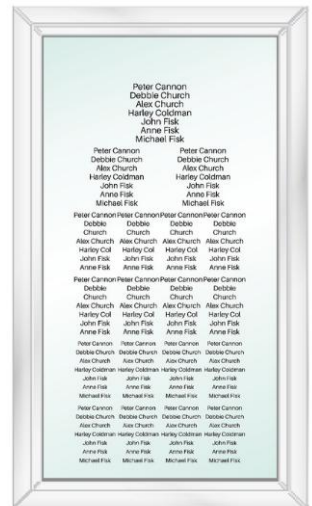 Peter Cannon
Debbie Church
Alex Church
Harley Coldman
John Fisk
Anne Fisk
Michael Fisk
Peter Cannon Peter Cannon
Debbie Church Debbie Church
Alex Church Alex Church
Harley Coldman Harley Coldman
John Fisk John Fisk
Anne Fisk Anne Fisk
Michael Fisk Michael Fisk
Peter Cannon Peter Cannon Peter Cannon Peter Cannon
Debbie Debbie Debbie Debbie
Church Church Church Church
Alex Church Alex Church Alex Church Alex Church
Harley Col Harley Col Harley Col Harley Col
John Fisk John Fisk John Fisk John Fisk
Anne Fisk Anne Fisk Anne Fisk Anne Fisk
Peter Cannon Peter Cannon Peter Cannon Peter Cannon
Debbie Debbie Debbie Debbie
Church Church Church Church
Alex Church Alex Church Alex Church Alex Church
Harley Col Harley Col Harley Col Harley Col
John Fisk John Fisk John Fisk John Fisk
Anne Fisk Anne Fisk Anne Fisk Anne Fisk
Peter Cannon Peter Cannon Peter Cannon Peter Cannon
Debbie Church Debbie Church Debbie Church Debbie Church
Alex Church Alex Church Alex Church Alex Church
Harley Coldman Harley Coldman Harley Coldman Harley Coldman
John Fisk John Fisk John Fisk John Fisk
Anne Fisk Anne Fisk Anne Fisk Anne Fisk
Michael Fisk Michael Fisk Michael Fisk Michael Fisk
Peter Cannon Peter Cannon Peter Cannon Peter Cannon
Debbie Church Debbie Church Debbie Church Debbie Church
Alex Church Alex Church Alex Church Alex Church
Harley Coldman Harley Coldman Harley Coldman Harley Coldman
John Fisk John Fisk John Fisk John Fisk
Anne Fisk Anne Fisk Anne Fisk Anne Fisk
Michael Fisk Michael Fisk Michael Fisk Michael Fisk